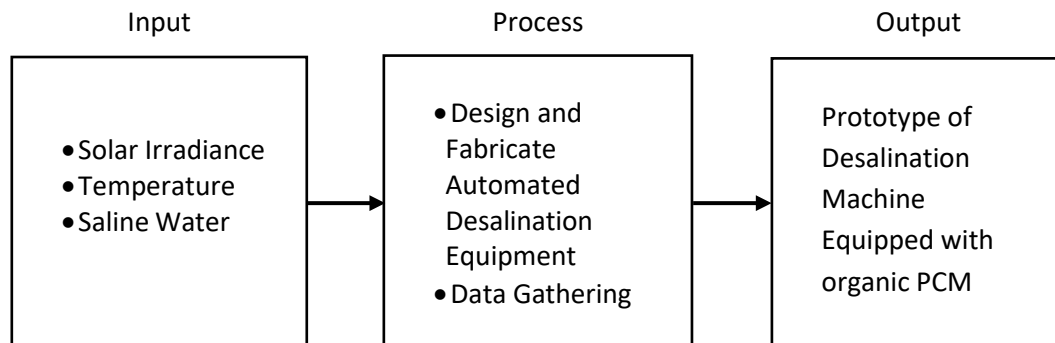 Input
Process
Output
•Solar Irradiance
•Temperature
•Saline Water
•Design and
Fabricate
Automated
Desalination
Equipment
•Data Gathering
Prototype of
Desalination
Machine
Equipped with
organic PCM